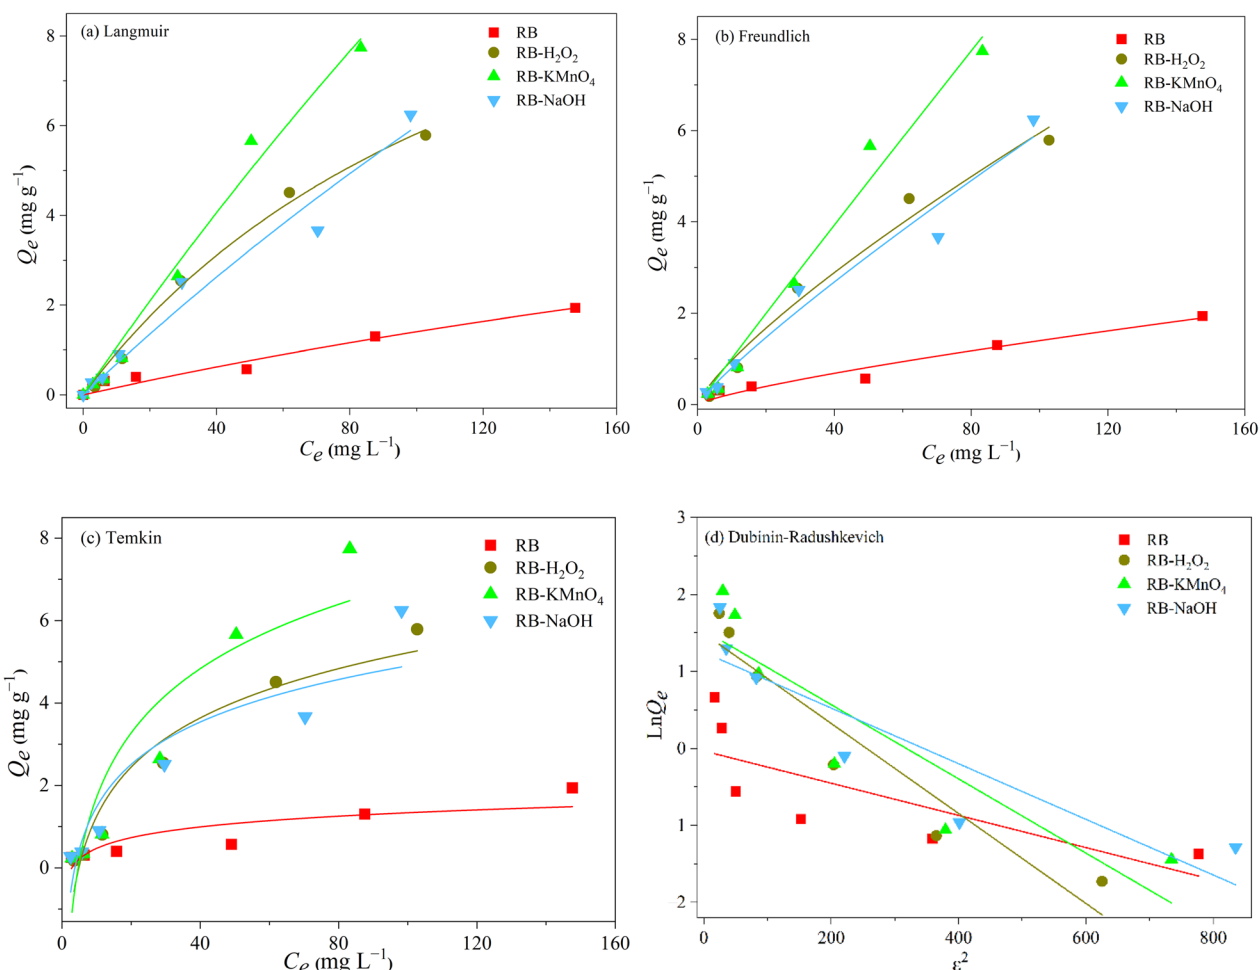 (a) Langmuir
RB
RB-H₂O₂
RB-KMnO₄
RB-NaOH
8
6
4
2
0
Qe (mg g⁻¹)
0 40 80 120 160
Ce (mg L⁻¹)
(b) Freundlich
RB
RB-H₂O₂
RB-KMnO₄
RB-NaOH
8
6
4
2
0
Qe (mg g⁻¹)
0 40 80 120 160
Ce (mg L⁻¹)
(c) Temkin
RB
RB-H₂O₂
RB-KMnO₄
RB-NaOH
8
6
4
2
0
Qe (mg g⁻¹)
0 40 80 120 160
Ce (mg L⁻¹)
(d) Dubinin-Radushkevich
RB
RB-H₂O₂
RB-KMnO₄
RB-NaOH
3
2
1
0
1
2
LnQe
0 200 400 600 800
ε²